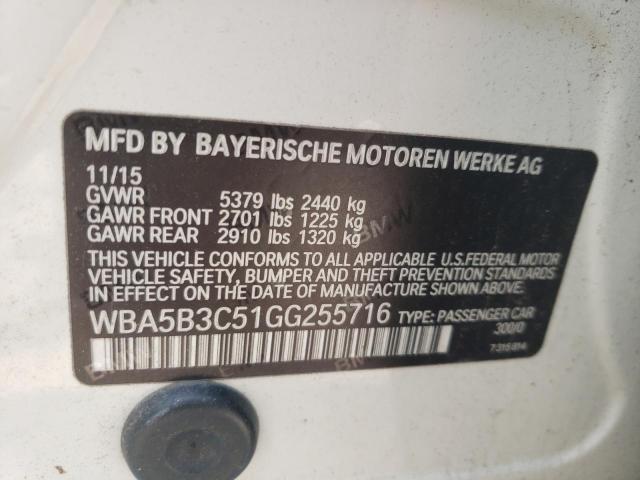 MFD BY BAYERISCHE MOTOREN WERKE AG
11/15
GVWR 5379 lbs 2440 kg
GAWR FRONT 2701 lbs 1225 kg
GAWR REAR 2910 lbs 1320 kg
THIS VEHICLE CONFORMS TO ALL APPLICABLE U.S.FEDERAL MOTOR
VEHICLE SAFETY, BUMPER AND THEFT PREVENTION STANDARDS
IN EFFECT ON THE DATE OF MANUFACTURE SHOWN ABOVE.
WBA5B3C51GG255716 TYPE: PASSENGER CAR
300/0